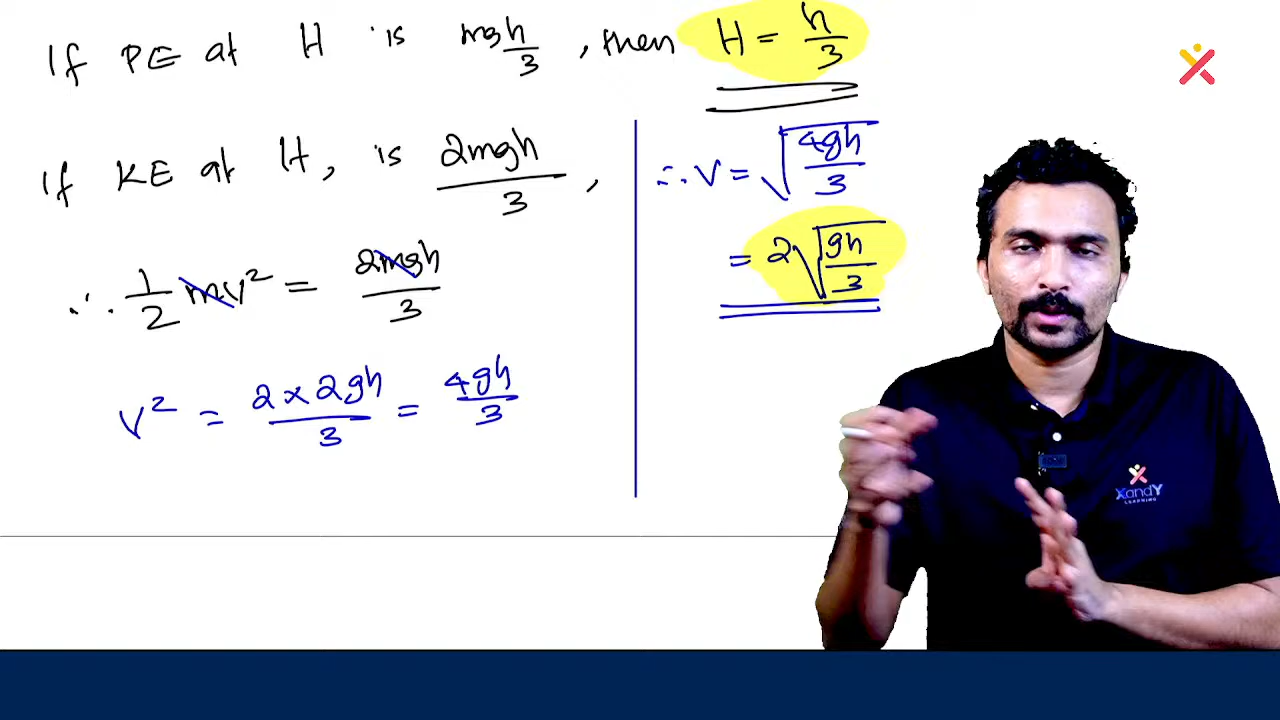 If PE at H is mgh/3, then H = h/3
If KE at H, is 2mgh/3,
∴ 1/2 mv² = 2mgh/3
v² = 2 × 2gh/3 = 4gh/3
∴ v = √(4gh/3)
= 2√(gh/3)
XandY
LEARNING